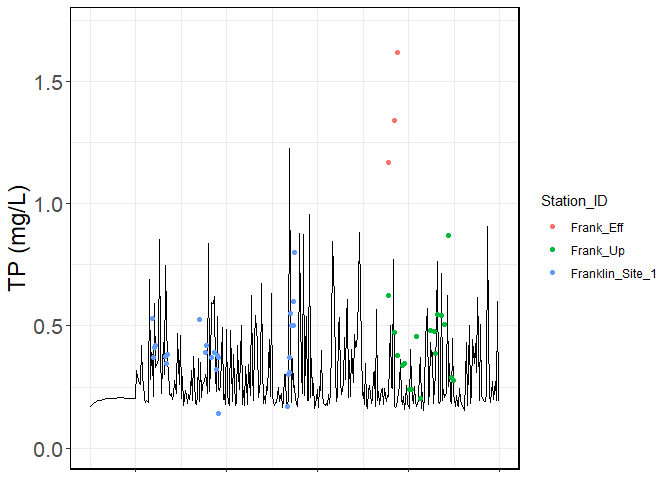 TP (mg/L)
1.5
1.0
0.5
0.0
Station_ID
Frank_Eff
Frank_Up
Franklin_Site_1